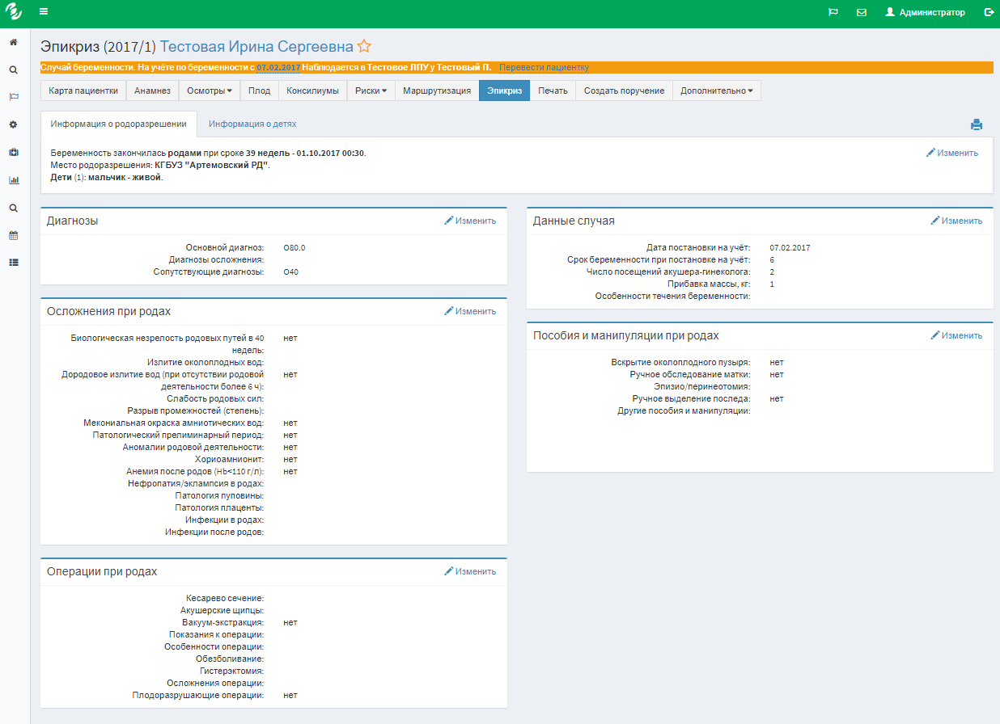 Администратор
Эпикриз (2017/1) Тестовая Ирина Сергеевна
Случай беременности. На учёте по беременности с 07.02.2017 Наблюдается в Тестовое ЛПУ у Тестовый П. Перевести пациентку
Карта пациентки Анамнез Осмотры Плод Консилиумы Риски Маршрутизация Эпикриз Печать Создать поручение Дополнительно
Информация о родоразрешении Информация о детях
Беременность закончилась родами при сроке 39 недель - 01.10.2017 00:30. Изменить
Место родоразрешения: КГБУЗ "Артемовский РД".
Дети (1): мальчик - живой.
Диагнозы Изменить
Основной диагноз: O80.0
Диагнозы осложнения:
Сопутствующие диагнозы: O40
Осложнения при родах Изменить
Биологическая незрелость родовых путей в 40 нет
недель:
Излитие околоплодных вод:
Дородовое излитие вод (при отсутствии родовой нет
деятельности более 6 ч):
Слабость родовых сил:
Разрыв промежностей (степень):
Мекониальная окраска амниотических вод: нет
Патологический прелиминарный период: нет
Аномалии родовой деятельности: нет
Хориоамнионит: нет
Анемия после родов (Hb<110 г/л): нет
Нефропатия/эклампсия в родах:
Патология пуповины:
Патология плаценты:
Инфекции в родах:
Инфекции после родов:
Операции при родах Изменить
Кесарево сечение:
Акушерские щипцы:
Вакуум-экстракция: нет
Показания к операции:
Особенности операции:
Обезболивание:
Гистерэктомия:
Осложнения операции:
Плодоразрушающие операции: нет
Данные случая Изменить
Дата постановки на учёт: 07.02.2017
Срок беременности при постановке на учёт: 6
Число посещений акушера-гинеколога: 2
Прибавка массы, кг: 1
Особенности течения беременности:
Пособия и манипуляции при родах Изменить
Вскрытие околоплодного пузыря: нет
Ручное обследование матки: нет
Эпизио/перинеотомия:
Ручное выделение последа: нет
Другие пособия и манипуляции: